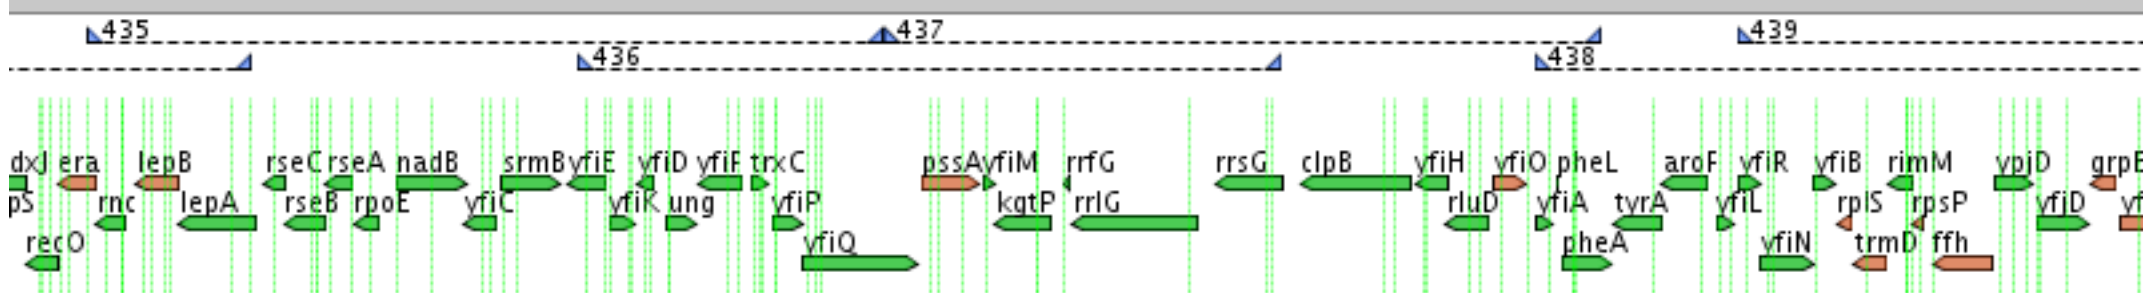 435 437 439
436 438
dxJ era lepB rseC rseA nadB srmB yfiE yfiD yfiF trxC pssA yfiM rrfG rrsG clpB yfiH yfiO pheL aroF yfiR yfiB rimM ypjD grpE
pS rnc lepA rseB rpoE yfiC yfiK ung yfiP kgtP rrlG rluD yfiA tyrA yfiL rplS rpsP yfjD yf
recO yfiQ pheA yfiN trmD ffh